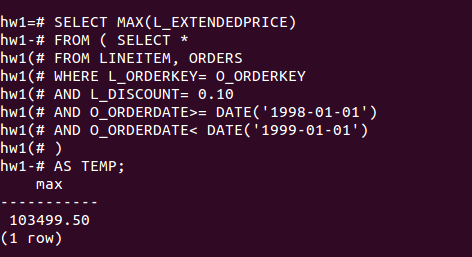 hw1=# SELECT MAX(L_EXTENDEDPRICE)
hw1-# FROM ( SELECT *
hw1(# FROM LINEITEM, ORDERS
hw1(# WHERE L_ORDERKEY= O_ORDERKEY
hw1(# AND L_DISCOUNT= 0.10
hw1(# AND O_ORDERDATE>= DATE('1998-01-01')
hw1(# AND O_ORDERDATE< DATE('1999-01-01')
hw1(# )
hw1-# AS TEMP;
    max
-----------
 103499.50
(1 row)